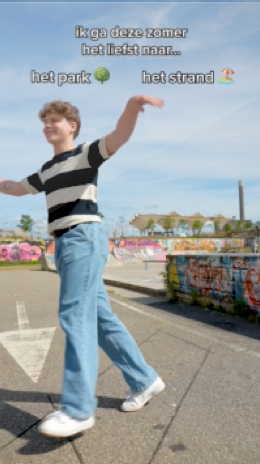 ik ga deze zomer
het liefst naar...
het park 🌳 het strand 🏖️